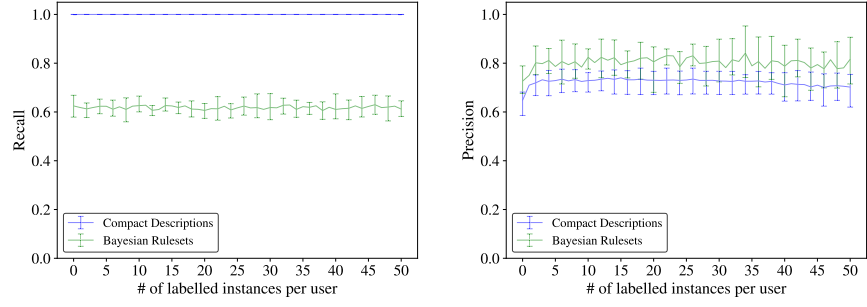 1.0
0.8
0.6
0.4
0.2
0.0
Recall
Compact Descriptions
Bayesian Rulesets
0 5 10 15 20 25 30 35 40 45 50
# of labelled instances per user
1.0
0.8
0.6
0.4
0.2
0.0
Precision
Compact Descriptions
Bayesian Rulesets
0 5 10 15 20 25 30 35 40 45 50
# of labelled instances per user